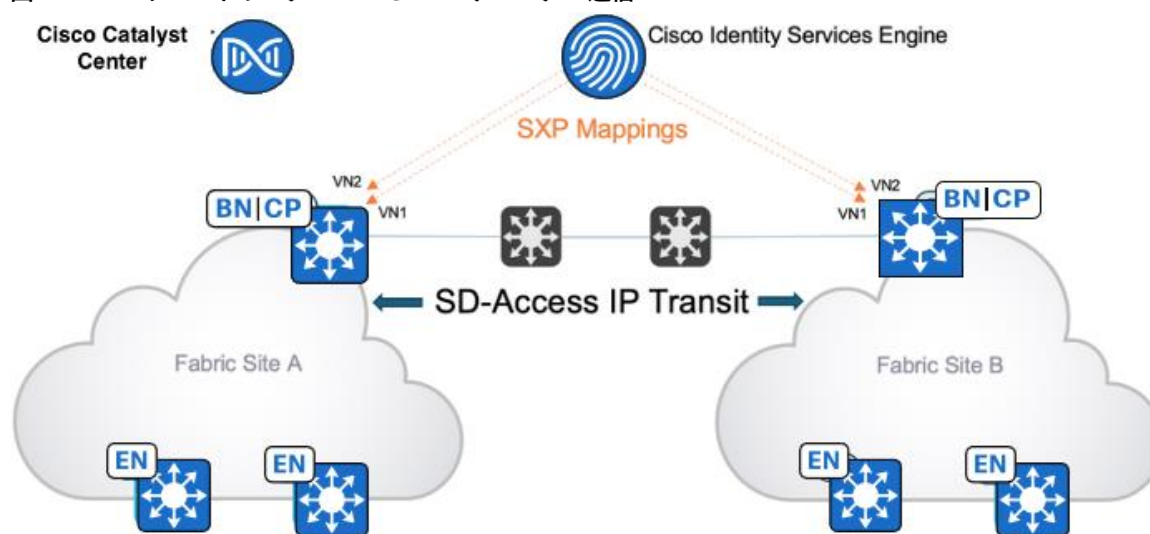 Cisco Catalyst
Center
Cisco Identity Services Engine
SXP Mappings
VN2
VN1
VN2
VN1
BN|CP
BN|CP
SD-Access IP Transit
Fabric Site A
Fabric Site B
EN
EN
EN
EN